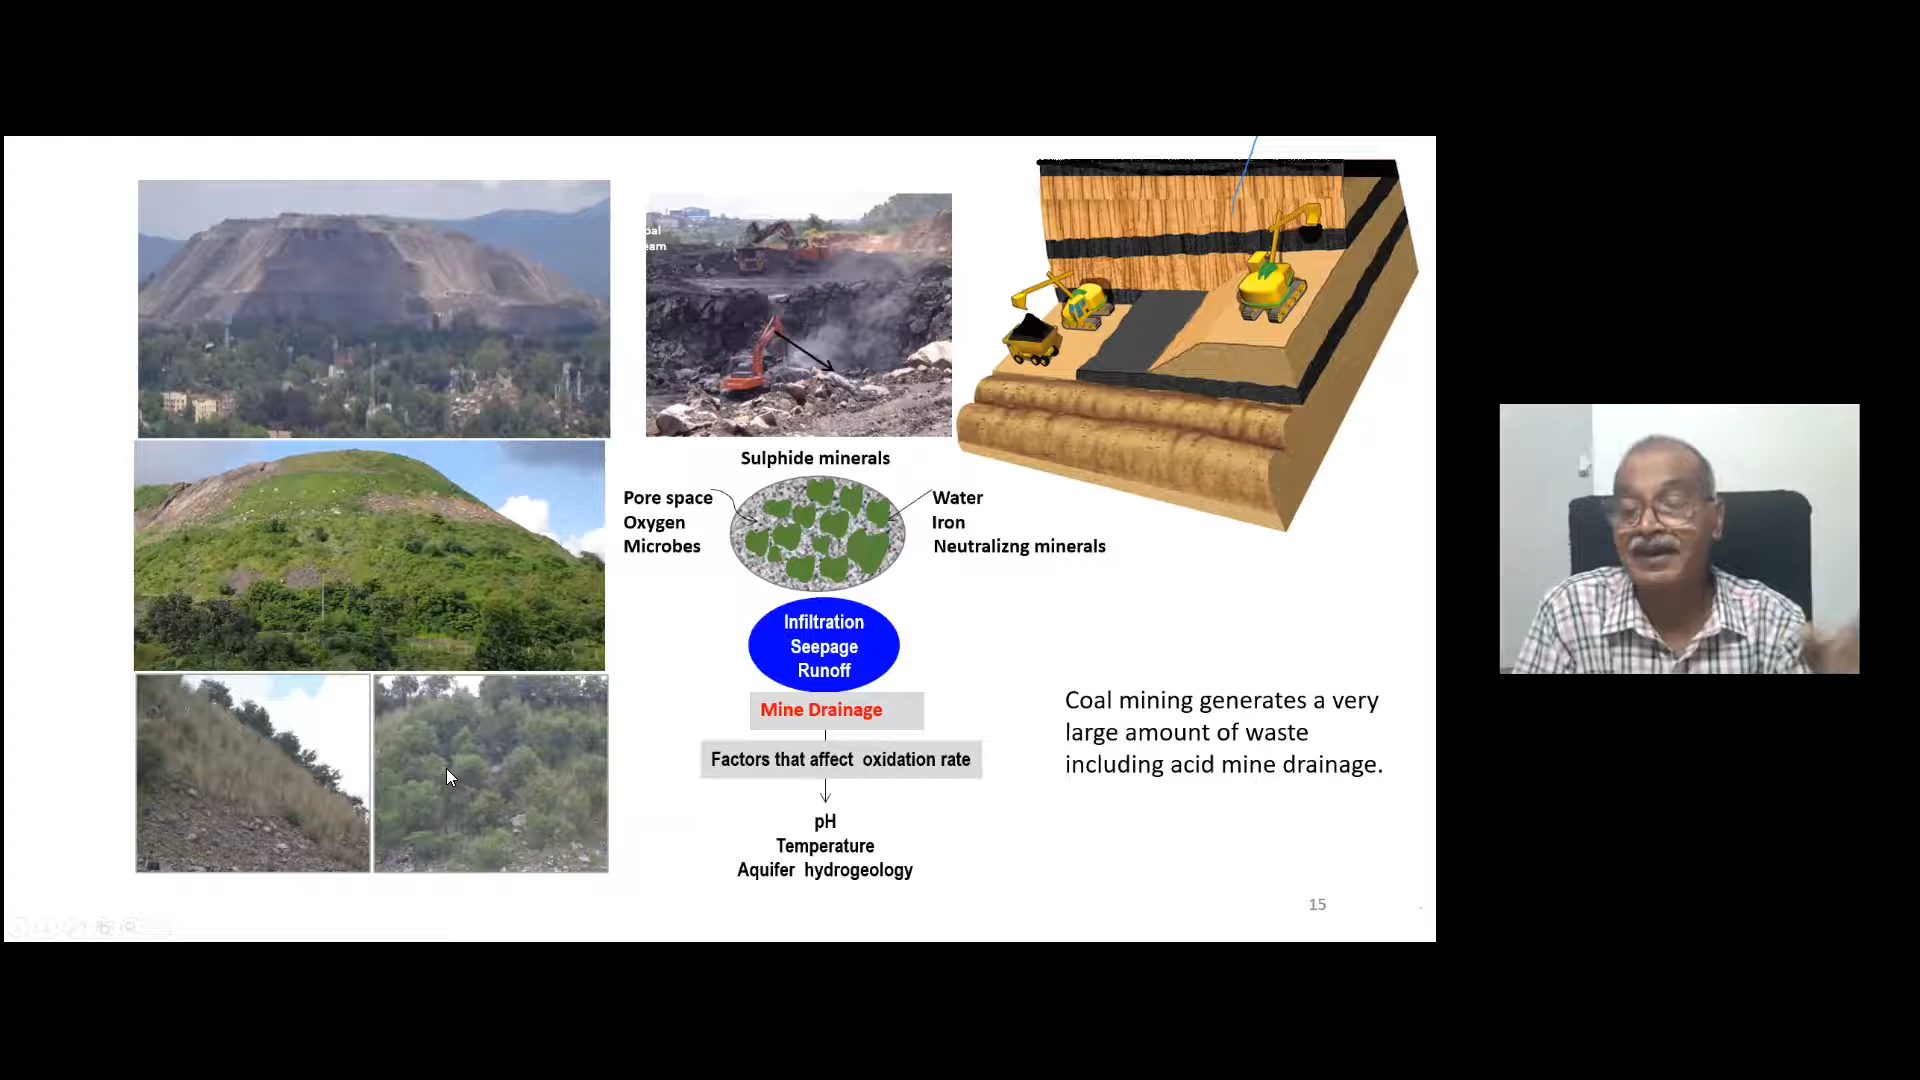 Sulphide minerals
Pore space
Oxygen
Microbes
Water
Iron
Neutralizng minerals
Infiltration
Seepage
Runoff
Mine Drainage
Factors that affect oxidation rate
pH
Temperature
Aquifer hydrogeology
Coal mining generates a very
large amount of waste
including acid mine drainage.
15